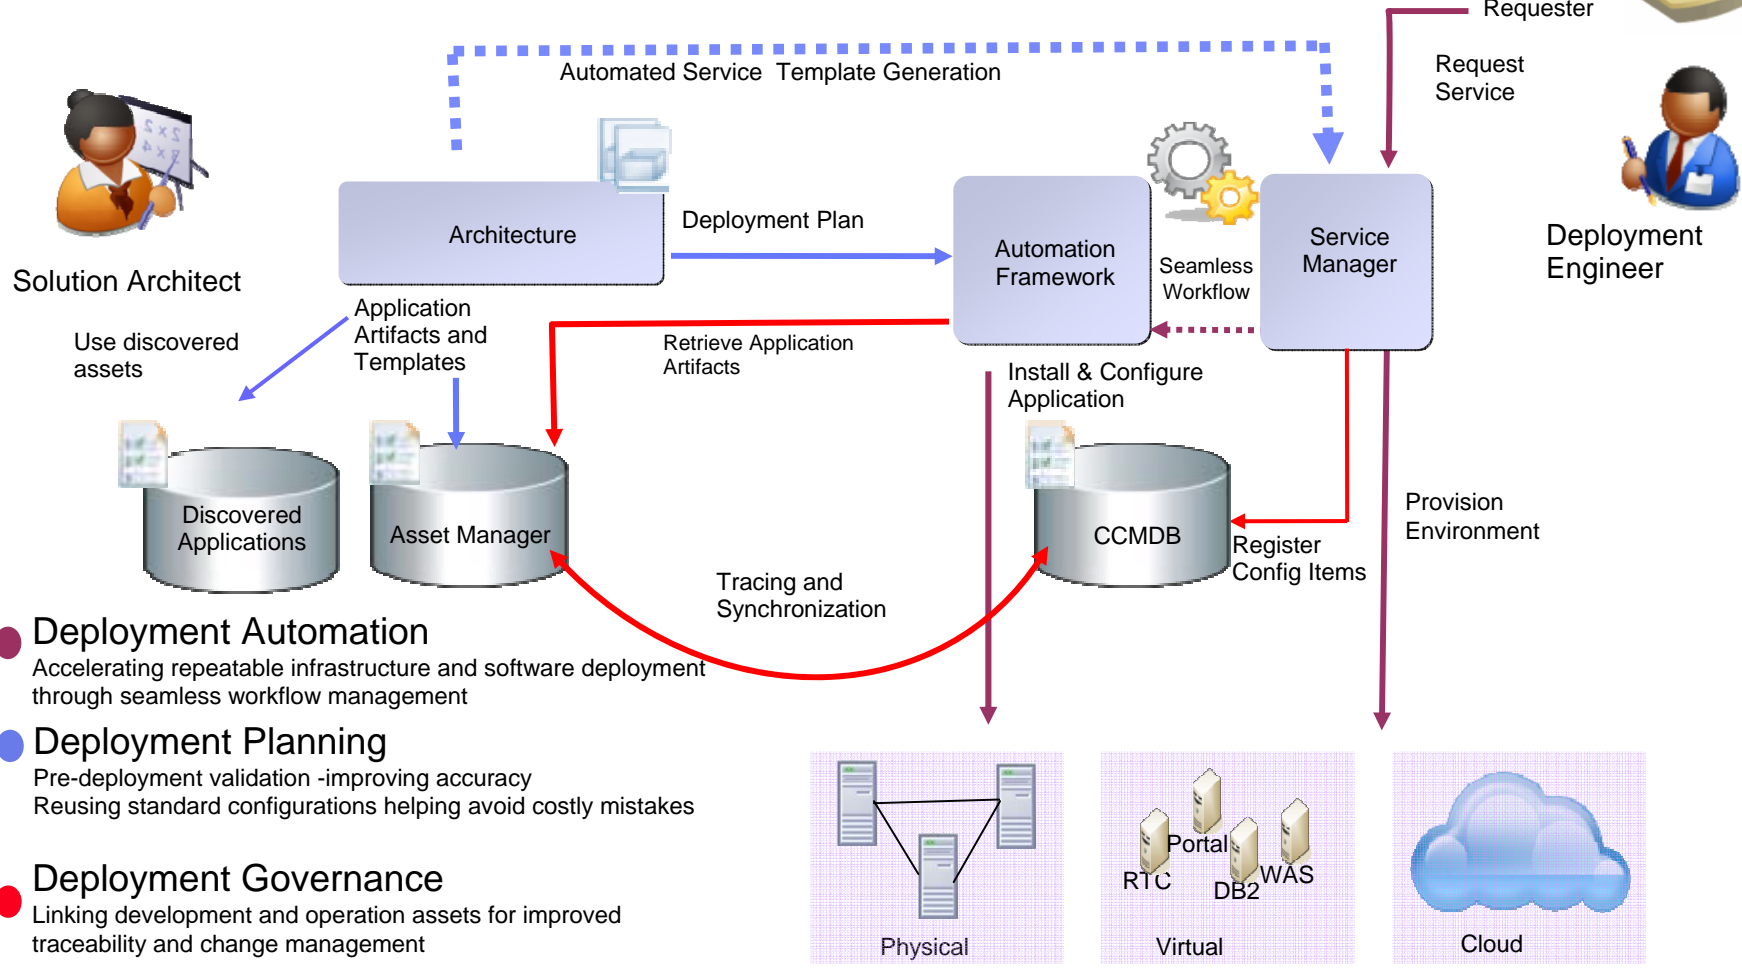 Requester
Automated Service  Template Generation
Request
Service
Solution Architect
Architecture
Deployment Plan
Automation
Framework
Seamless
Workflow
Service
Manager
Deployment
Engineer
Use discovered
assets
Application
Artifacts and
Templates
Retrieve Application
Artifacts
Install & Configure
Application
Discovered
Applications
Asset Manager
CCMDB
Register
Config Items
Provision
Environment
Tracing and
Synchronization
Deployment Automation
Accelerating repeatable infrastructure and software deployment
through seamless workflow management
Deployment Planning
Pre-deployment validation -improving accuracy
Reusing standard configurations helping avoid costly mistakes
Deployment Governance
Linking development and operation assets for improved
traceability and change management
Physical
Portal
RTC
DB2
WAS
Virtual
Cloud